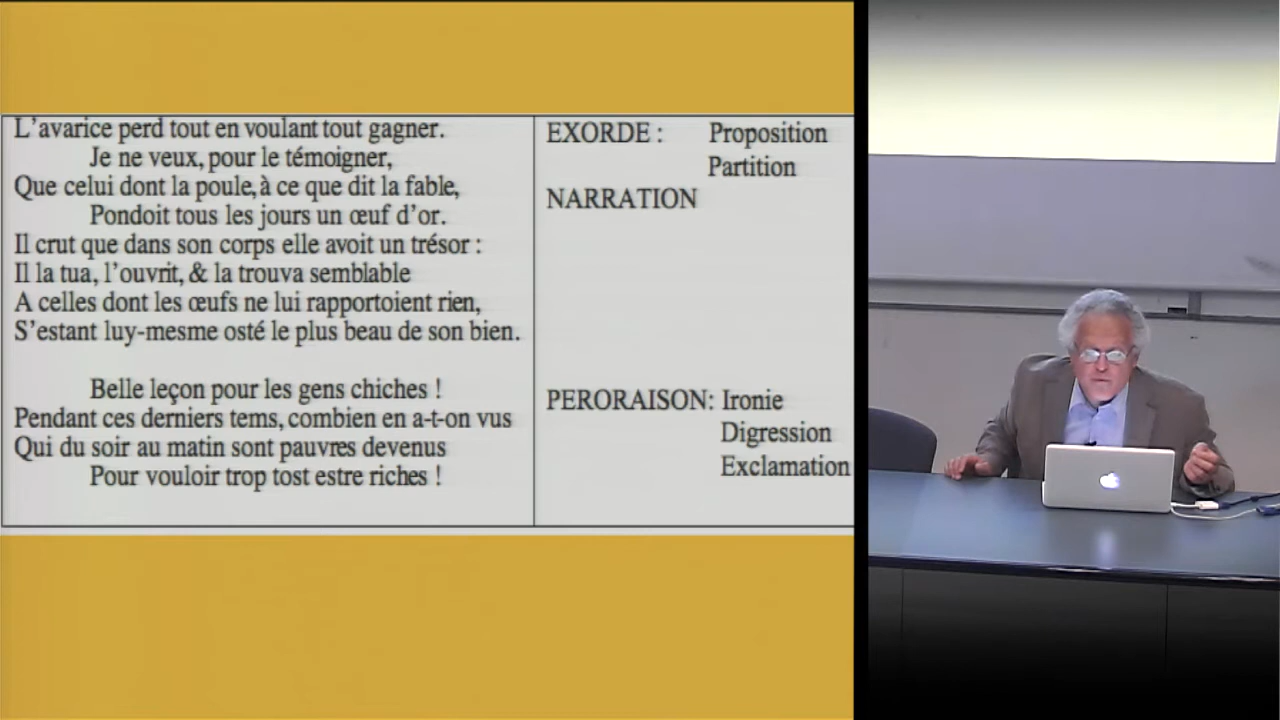 L'avarice perd tout en voulant tout gagner.
Je ne veux, pour le témoigner,
Que celui dont la poule, à ce que dit la fable,
Pondoit tous les jours un œuf d'or.
Il crut que dans son corps elle avoit un trésor :
Il la tua, l'ouvrit, & la trouva semblable
A celles dont les œufs ne lui rapportoient rien,
S'estant luy-mesme osté le plus beau de son bien.
Belle leçon pour les gens chiches !
Pendant ces derniers tems, combien en a-t-on vus
Qui du soir au matin sont pauvres devenus
Pour vouloir trop tost estre riches !
EXORDE : Proposition
Partition
NARRATION
PERORAISON: Ironie
Digression
Exclamation